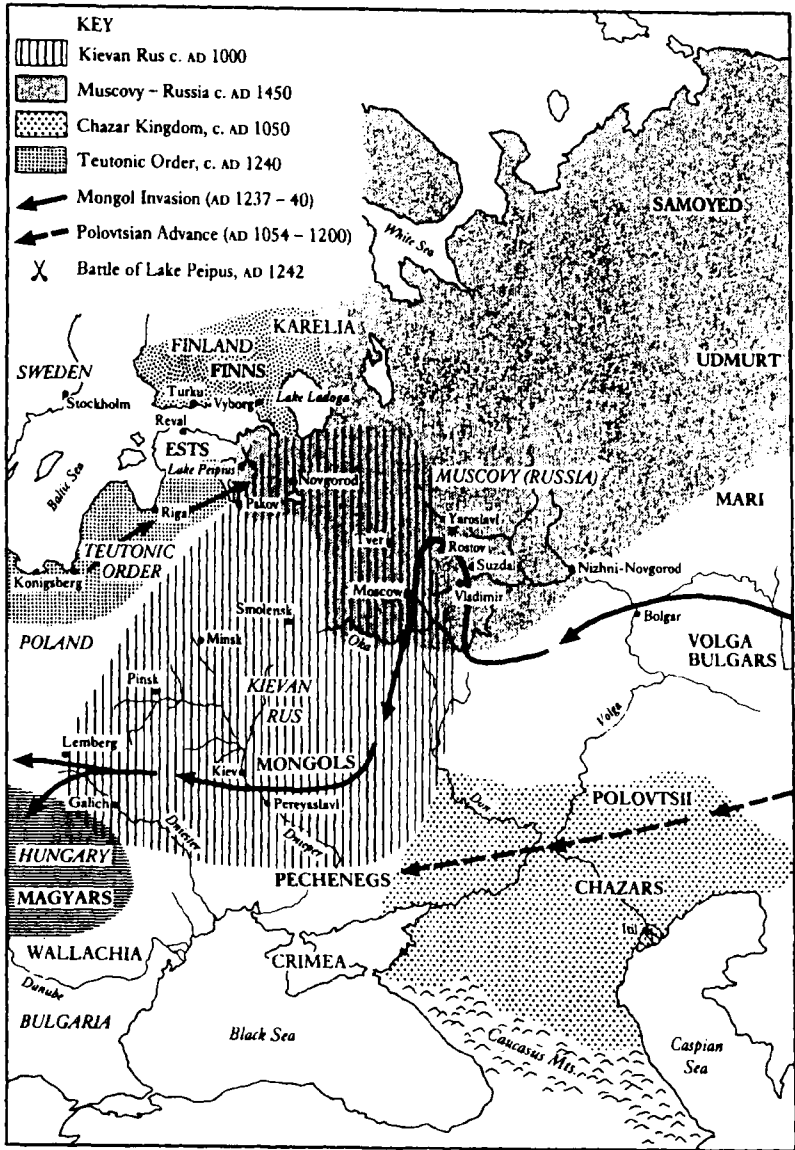 KEY
Kievan Rus c. AD 1000
Muscovy – Russia c. AD 1450
Chazar Kingdom, c. AD 1050
Teutonic Order, c. AD 1240
Mongol Invasion (AD 1237 – 40)
Polovtsian Advance (AD 1054 – 1200)
Battle of Lake Peipus, AD 1242
SAMOYED
White Sea
KARELIA
FINLAND
FINNS
UDMURT
SWEDEN
Stockholm
Turku
Vyborg
Lake Ladoga
Reval
ESTS
Lake Peipius
Novgorod
MUSCOVY (RUSSIA)
MARI
Baltic Sea
Riga
Pskov
Yaroslavl
Tver
Rostov
TEUTONIC
ORDER
Suzdal
Nizhni-Novgorod
Konigsberg
Moscow
Vladimir
Smolensk
Bolgar
POLAND
Minsk
Oka
VOLGA
BULGARS
Pinsk
KIEVAN
RUS
Volga
Lemberg
Kiev
MONGOLS
Galich
Pereyasslavl
Don
POLOVTSII
Dniester
Dnieper
HUNGARY
PECHENEGS
CHAZARS
MAGYARS
Itil
WALLACHIA
CRIMEA
Danube
BULGARIA
Black Sea
Caucasus Mts.
Caspian
Sea